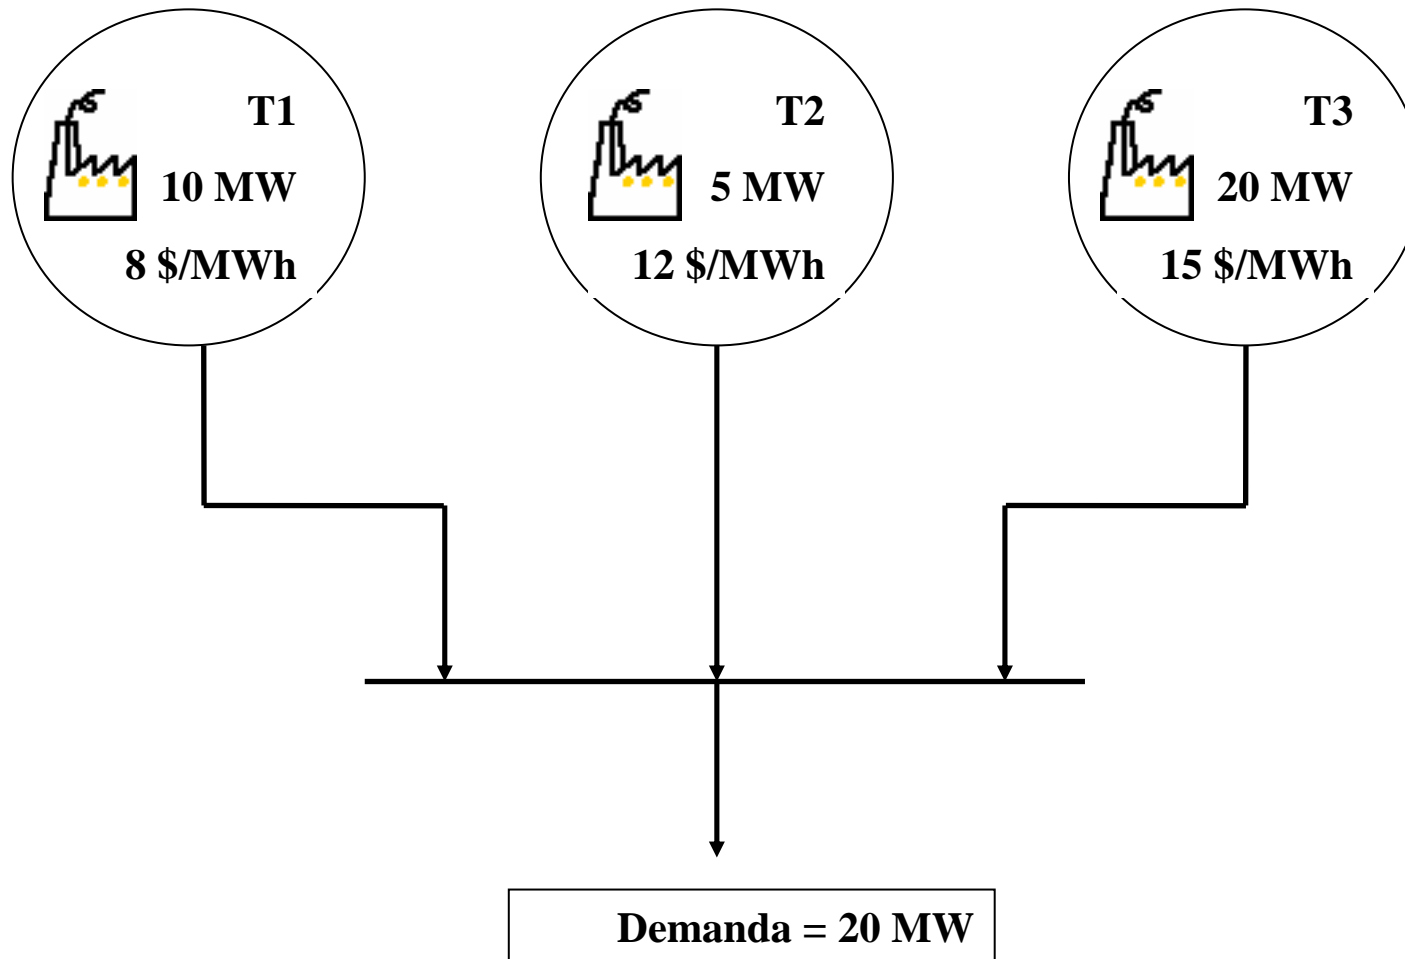 T1
10 MW
8 $/MWh
T2
5 MW
12 $/MWh
T3
20 MW
15 $/MWh
Demanda = 20 MW